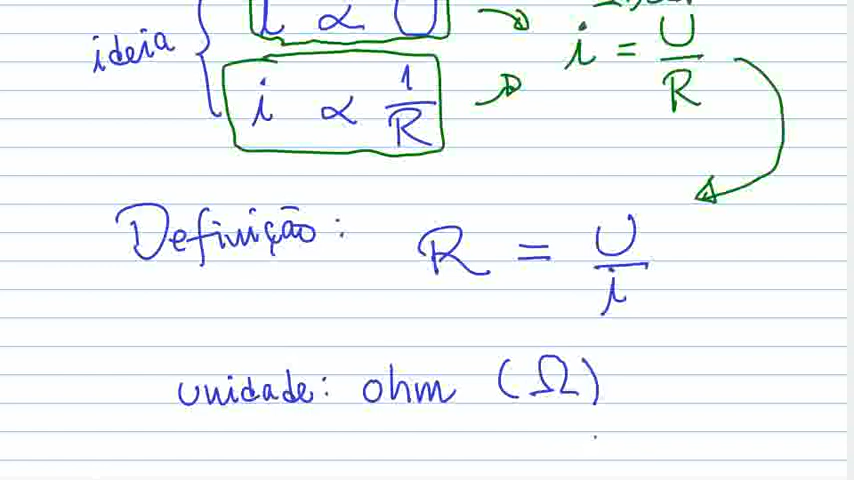 ideia { i ∝ U → i = U/R
i ∝ 1/R →
Definição: R = U/i
unidade: ohm (Ω)